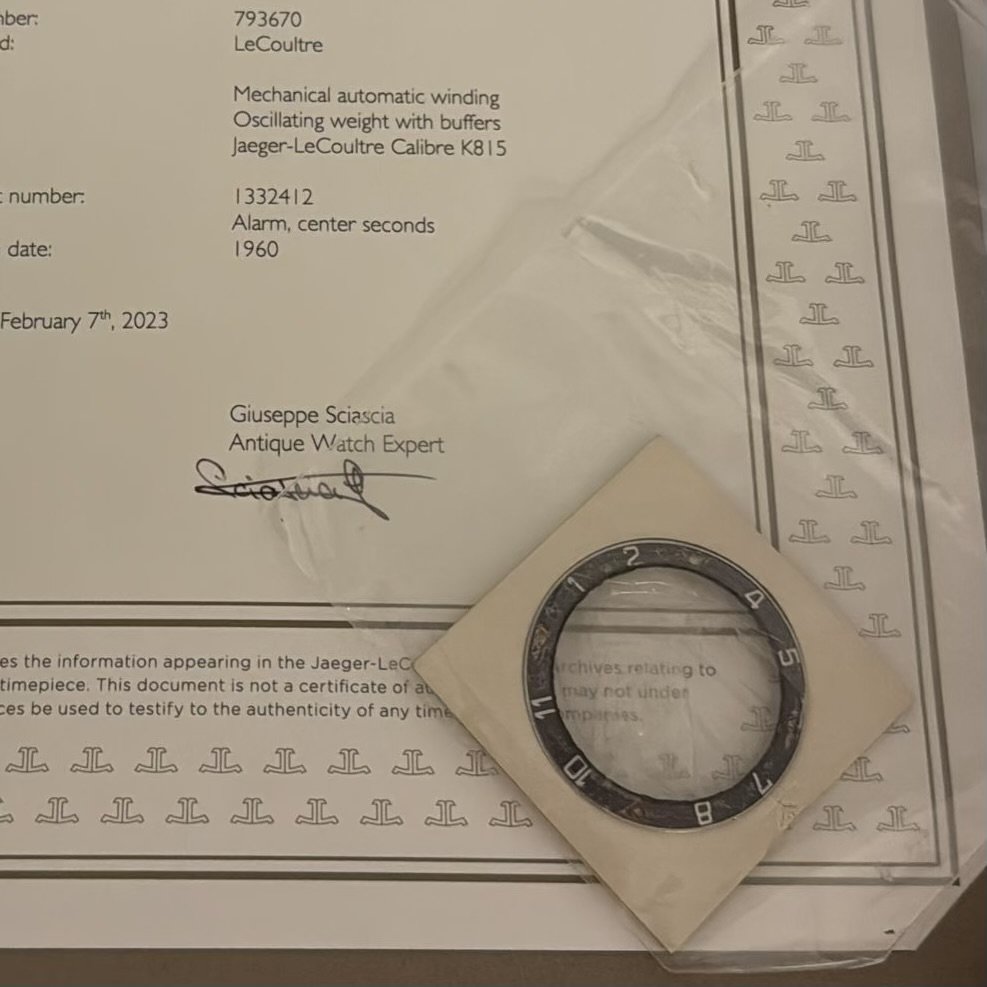 mber: 793670
d: LeCoultre
Mechanical automatic winding
Oscillating weight with buffers
Jaeger-LeCoultre Calibre K815
t number: 1332412
Alarm, center seconds
date: 1960
February 7th, 2023
Giuseppe Sciascia
Antique Watch Expert
es the information appearing in the Jaeger-LeC rchives relating to
timepiece. This document is not a certificate of au may not under
ces be used to testify to the authenticity of any time mpanies.
1 2 4 5 7 8 10 11